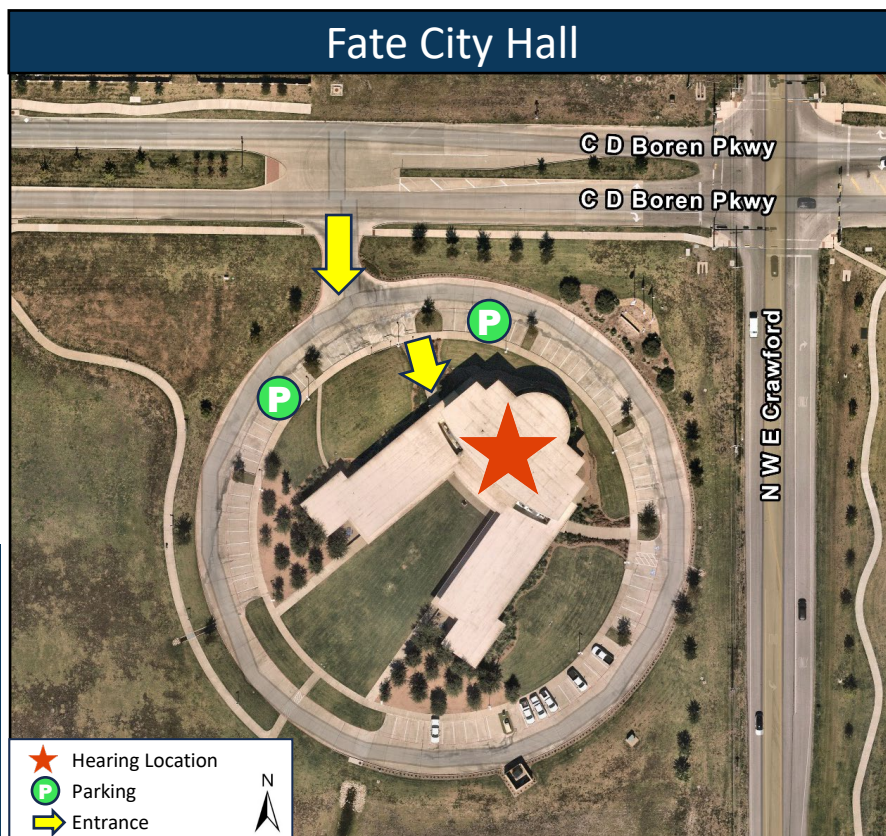 Fate City Hall
C D Boren Pkwy
C D Boren Pkwy
P
P
N W E Crawford
Hearing Location
P Parking
Entrance
N